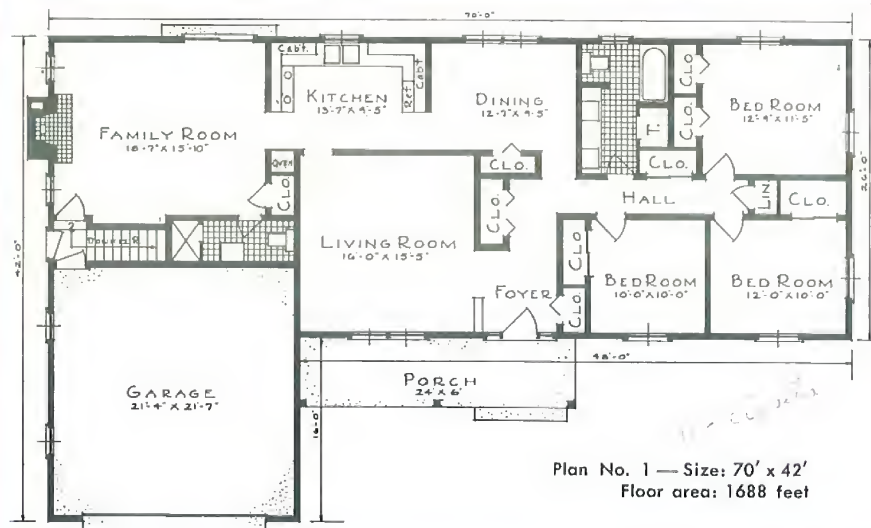 70'-0"
Cab't.
Cab't
Ref.
KITCHEN
13'-7" X 9'-5"
DINING
12'-7" X 9'-5"
CLO
CLO.
T.
CLO.
BED ROOM
12'-9" X 11'-5"
FAMILY ROOM
18'-7" X 15'-10"
OVEN
CLO.
CLO.
CLO.
HALL
LIN
CLO.
26'-0"
42'-0"
LIVING ROOM
16'-0" X 15'-5"
FOYER
CLO.
CLO.
BED ROOM
10'-0" X 10'-0"
BED ROOM
12'-0" X 10'-0"
48'-0"
GARAGE
21'-4" X 21'-7"
PORCH
24' X 6'
16'-0"
Plan No. 1 — Size: 70' x 42'
Floor area: 1688 feet